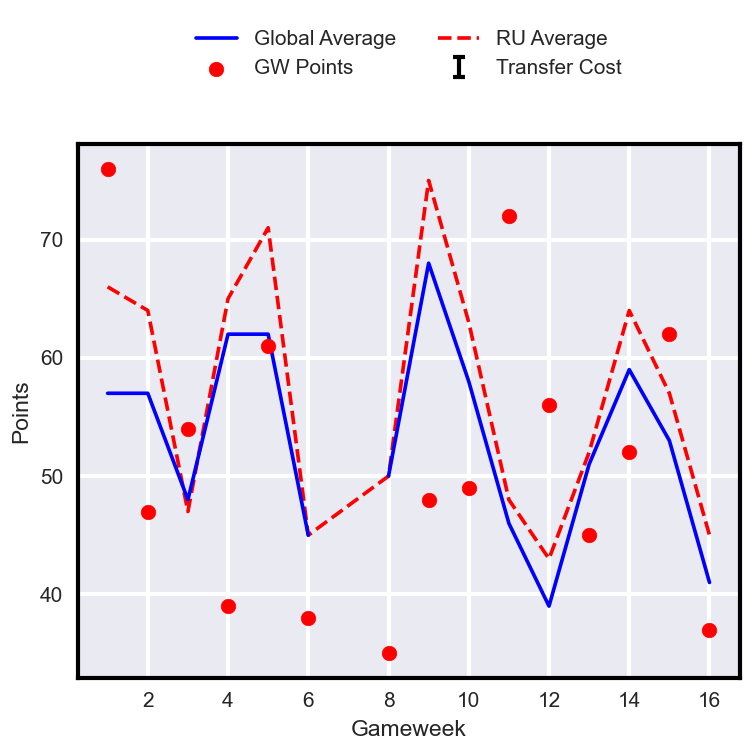 Global Average
RU Average
GW Points
Transfer Cost
70
60
50
40
Points
2 4 6 8 10 12 14 16
Gameweek